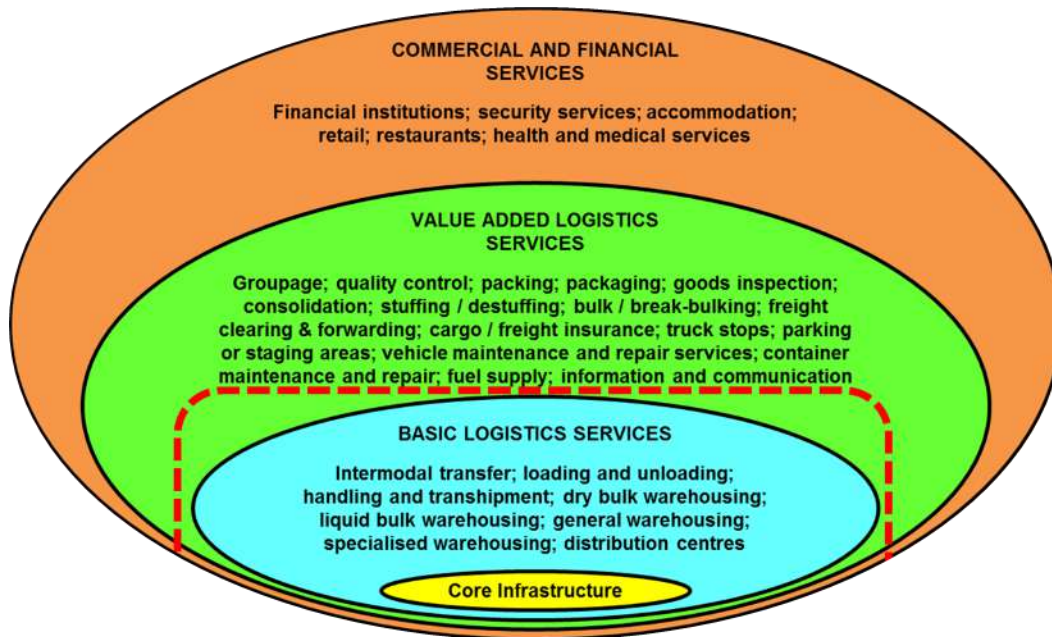 COMMERCIAL AND FINANCIAL
SERVICES
Financial institutions; security services; accommodation;
retail; restaurants; health and medical services
VALUE ADDED LOGISTICS
SERVICES
Groupage; quality control; packing; packaging; goods inspection;
consolidation; stuffing / destuffing; bulk / break-bulking; freight
clearing & forwarding; cargo / freight insurance; truck stops; parking
or staging areas; vehicle maintenance and repair services; container
maintenance and repair; fuel supply; information and communication
BASIC LOGISTICS SERVICES
Intermodal transfer; loading and unloading;
handling and transhipment; dry bulk warehousing;
liquid bulk warehousing; general warehousing;
specialised warehousing; distribution centres
Core Infrastructure